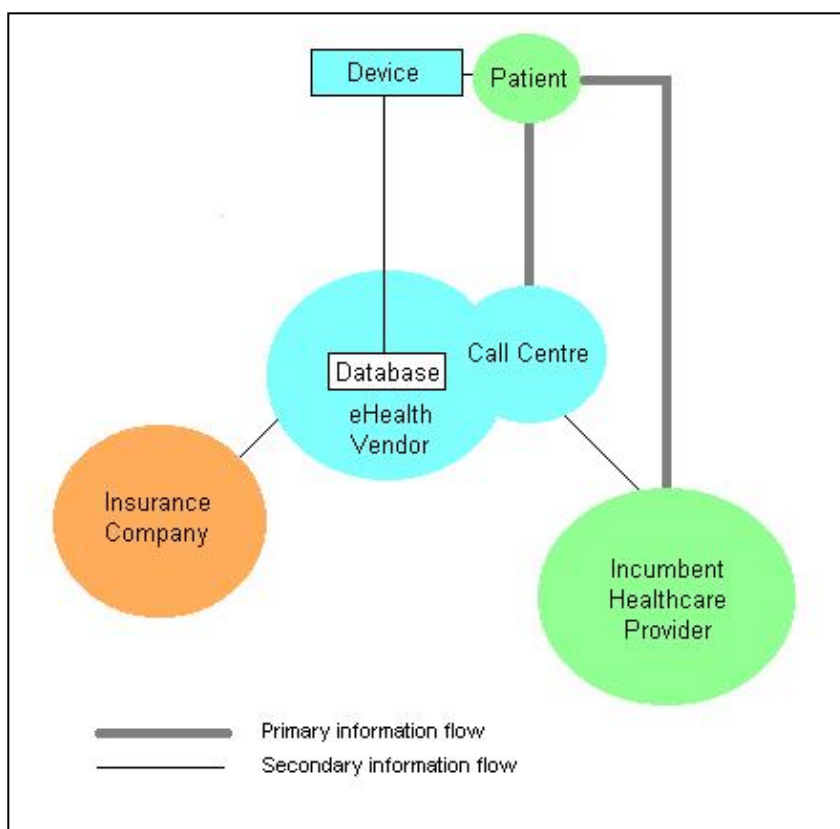 Device
Patient
Call Centre
Database
eHealth
Vendor
Insurance
Company
Incumbent
Healthcare
Provider
Primary information flow
Secondary information flow